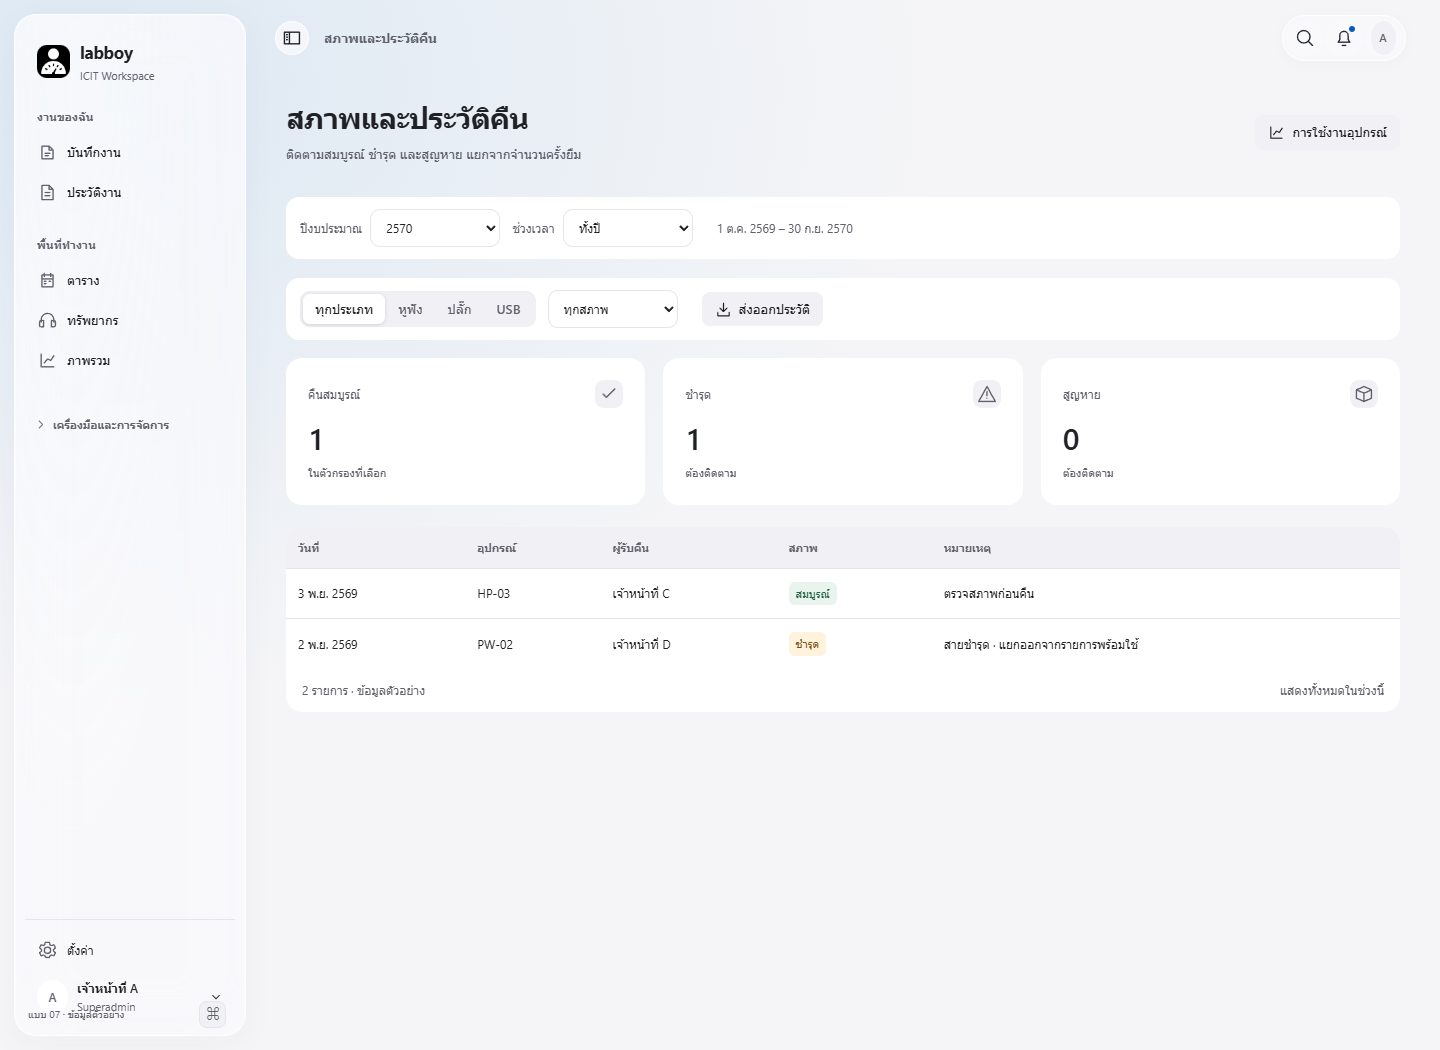 labboy
ICIT Workspace
งานของฉัน
บันทึกงาน
ประวัติงาน
พื้นที่ทำงาน
ตาราง
ทรัพยากร
ภาพรวม
เครื่องมือและการจัดการ
ตั้งค่า
A
เจ้าหน้าที่ A
Superadmin
แบบ 07 · ข้อมูลตัวอย่าง
⌘
สภาพและประวัติคืน
A
สภาพและประวัติคืน
ติดตามสมบูรณ์ ชำรุด และสูญหาย แยกจากจำนวนครั้งยืม
การใช้งานอุปกรณ์
ปีงบประมาณ 2570 ช่วงเวลา ทั้งปี 1 ต.ค. 2569 – 30 ก.ย. 2570
ทุกประเภท หูฟัง ปลั๊ก USB ทุกสภาพ ส่งออกประวัติ
คืนสมบูรณ์
1
ในตัวกรองที่เลือก
ชำรุด
1
ต้องติดตาม
สูญหาย
0
ต้องติดตาม
วันที่ อุปกรณ์ ผู้รับคืน สภาพ หมายเหตุ
3 พ.ย. 2569 HP-03 เจ้าหน้าที่ C สมบูรณ์ ตรวจสภาพก่อนคืน
2 พ.ย. 2569 PW-02 เจ้าหน้าที่ D ชำรุด สายชำรุด · แยกออกจากรายการพร้อมใช้
2 รายการ · ข้อมูลตัวอย่าง แสดงทั้งหมดในช่วงนี้